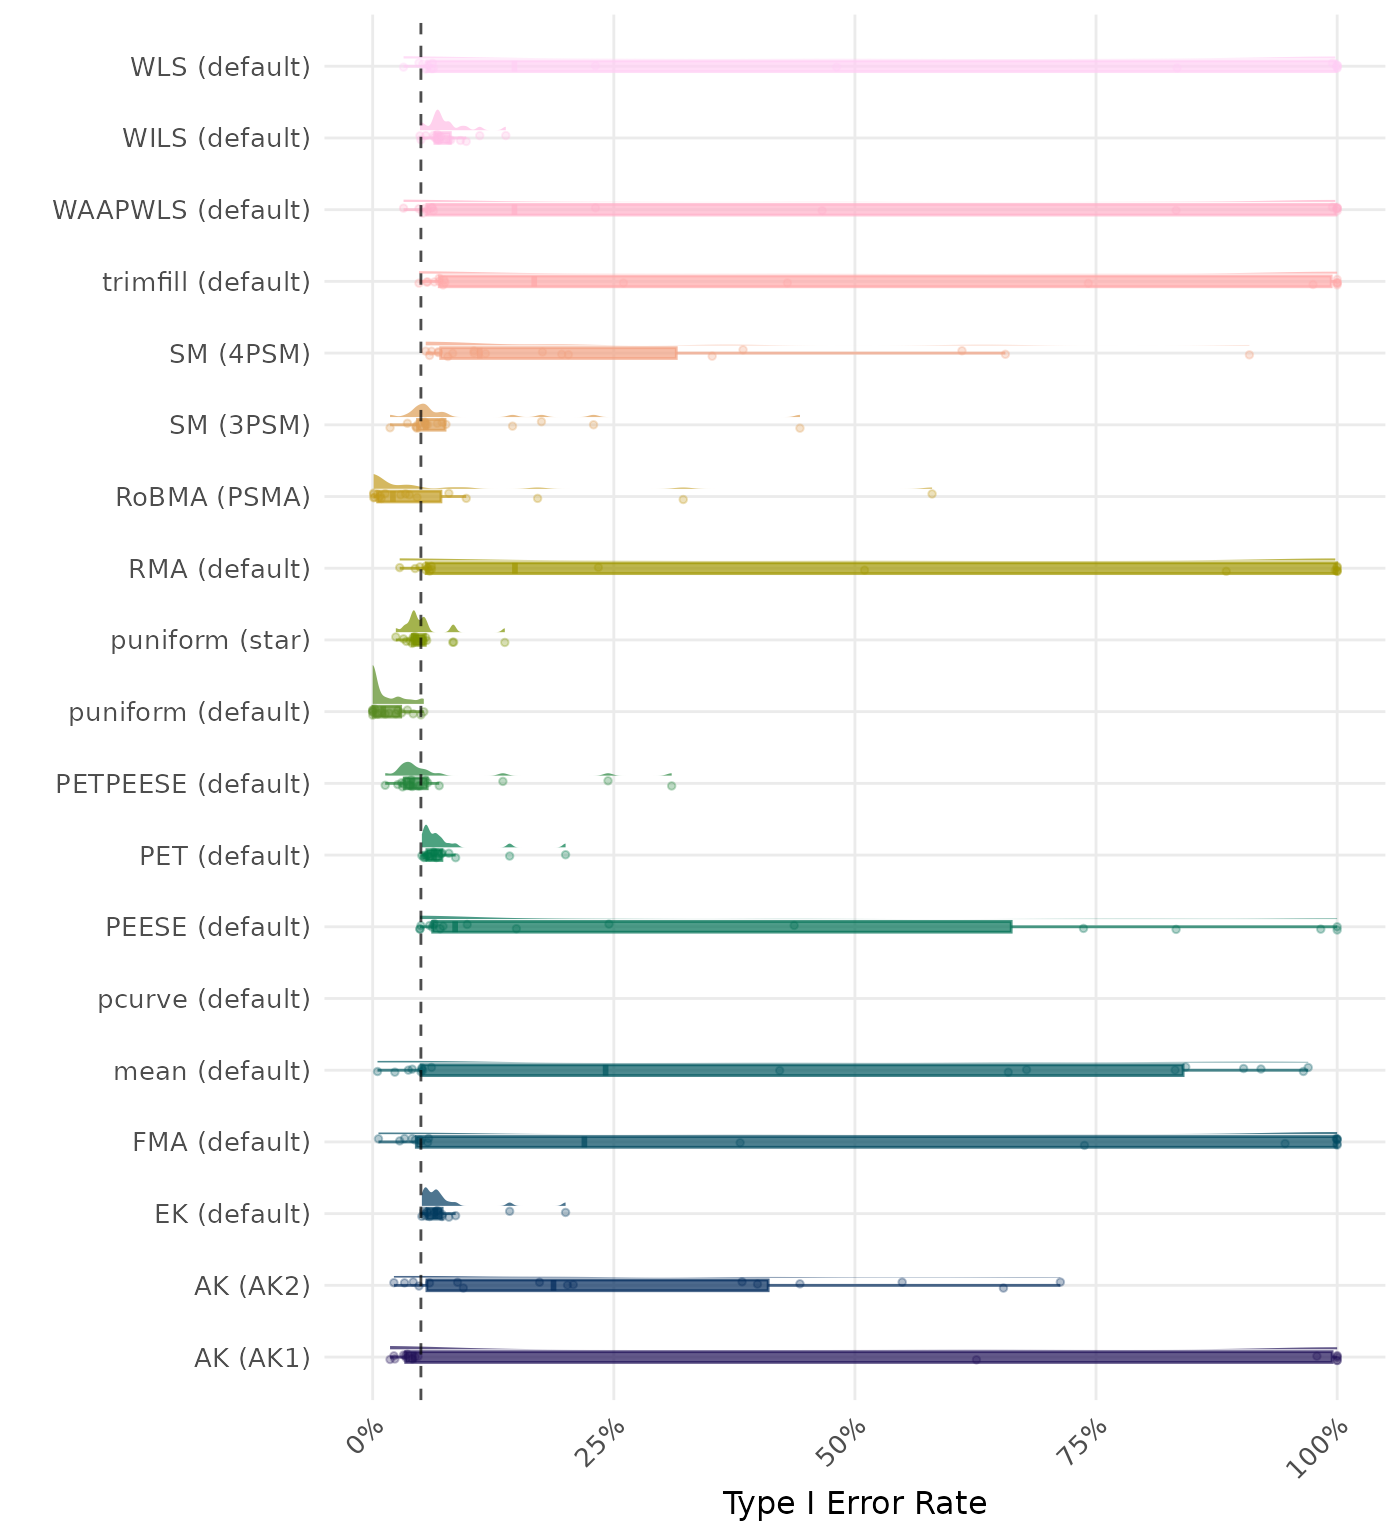 WLS (default)
WILS (default)
WAAPWLS (default)
trimfill (default)
SM (4PSM)
SM (3PSM)
RoBMA (PSMA)
RMA (default)
puniform (star)
puniform (default)
PETPEESE (default)
PET (default)
PEESE (default)
pcurve (default)
mean (default)
FMA (default)
EK (default)
AK (AK2)
AK (AK1)
0% 25% 50% 75% 100%
Type I Error Rate